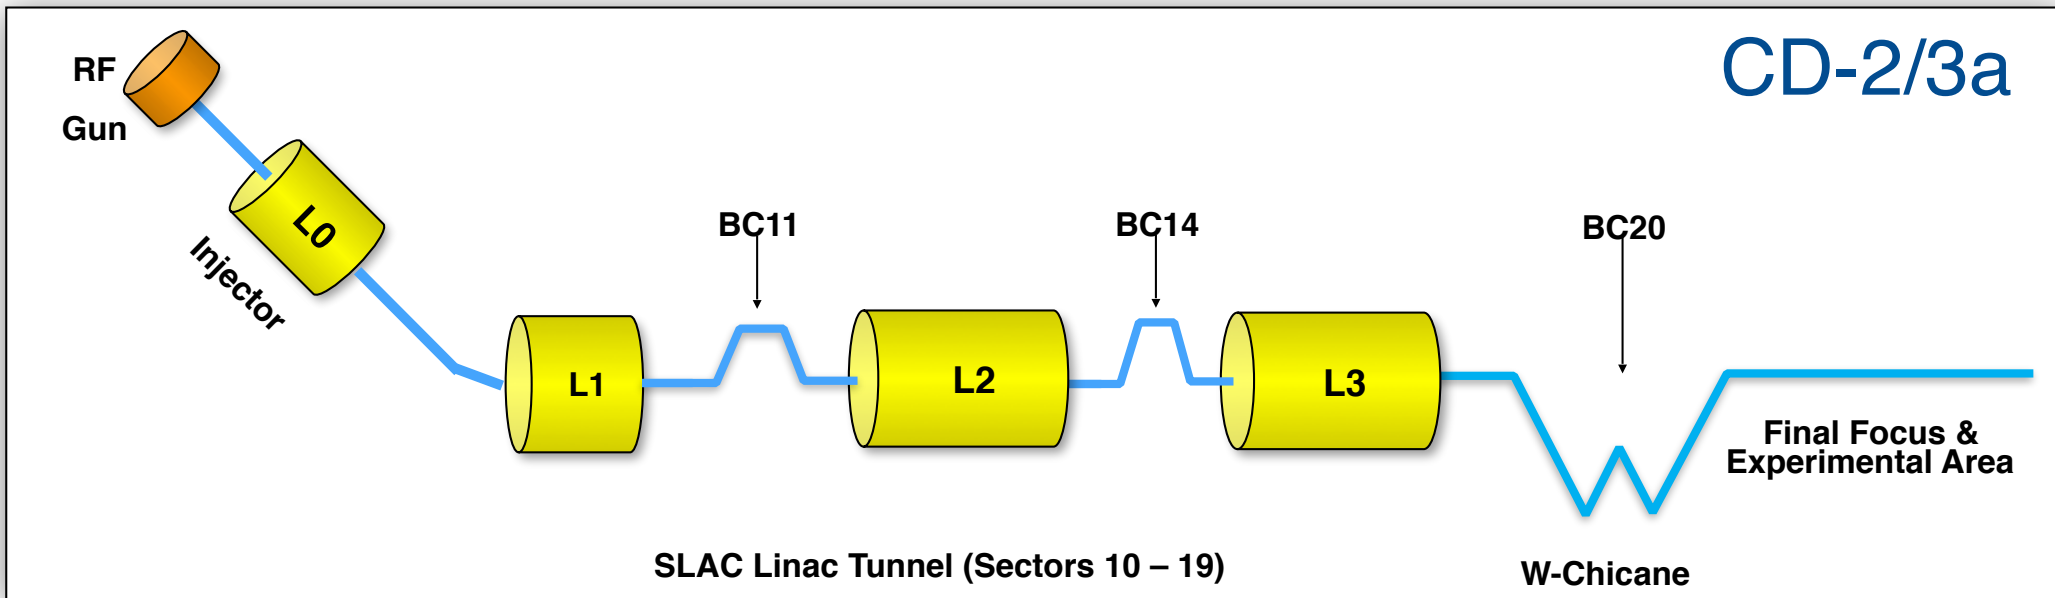 CD-2/3a
RF
Gun
L0
Injector
BC11
BC14
BC20
L1
L2
L3
Final Focus &
Experimental Area
SLAC Linac Tunnel (Sectors 10 – 19)
W-Chicane